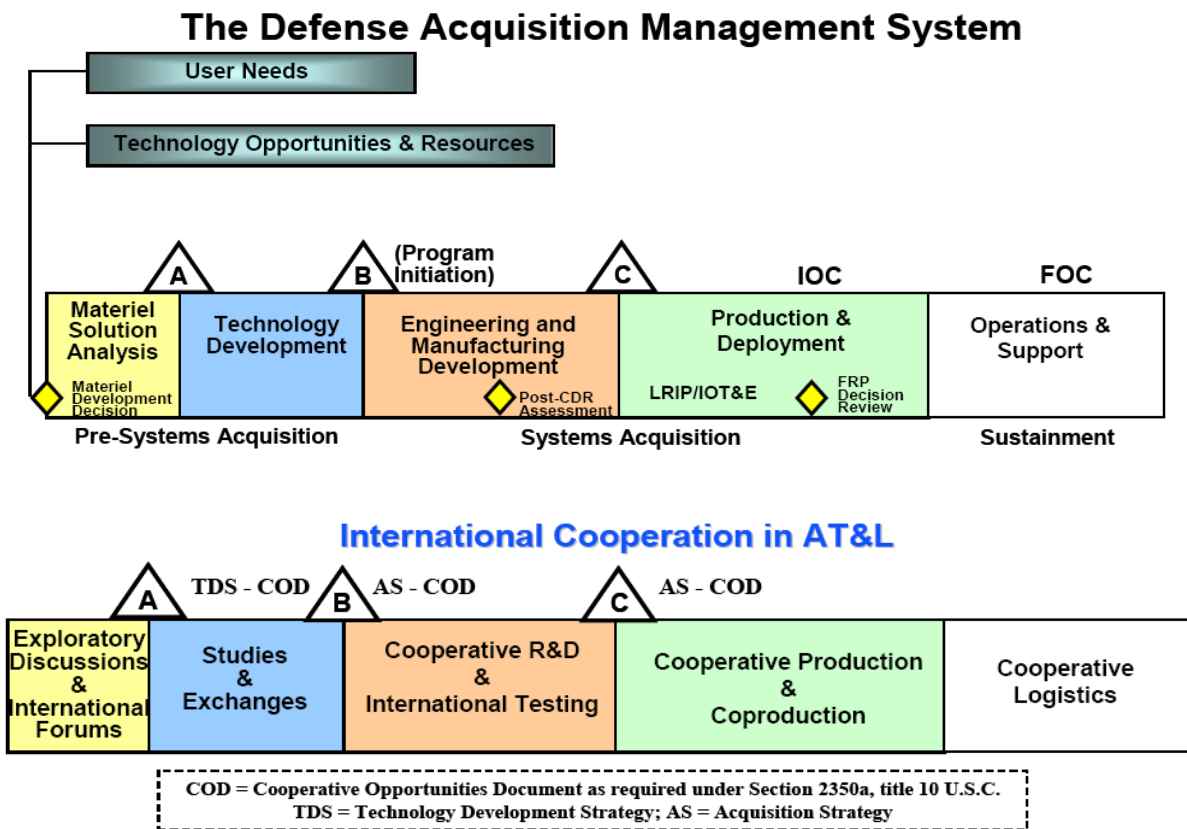 The Defense Acquisition Management System
User Needs
Technology Opportunities & Resources
A
B
(Program
Initiation)
C
IOC
FOC
Materiel
Solution
Analysis
Materiel
Development
Decision
Technology
Development
Engineering and
Manufacturing
Development
Post-CDR
Assessment
Production &
Deployment
LRIP/IOT&E
FRP
Decision
Review
Operations &
Support
Pre-Systems Acquisition
Systems Acquisition
Sustainment
International Cooperation in AT&L
A
TDS - COD
B
AS - COD
C
AS - COD
Exploratory
Discussions
&
International
Forums
Studies
&
Exchanges
Cooperative R&D
&
International Testing
Cooperative Production
&
Coproduction
Cooperative
Logistics
COD = Cooperative Opportunities Document as required under Section 2350a, title 10 U.S.C.
TDS = Technology Development Strategy; AS = Acquisition Strategy